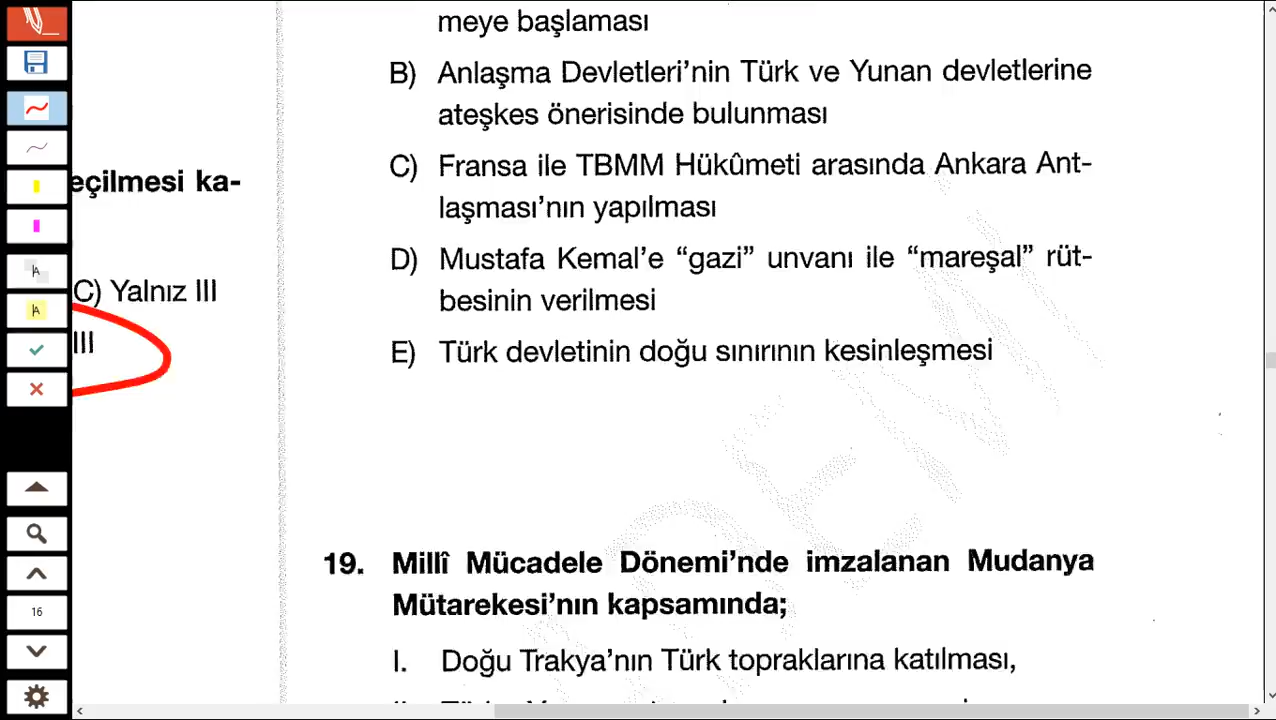 eçilmesi ka-
C) Yalnız III
III
meye başlaması
B) Anlaşma Devletleri’nin Türk ve Yunan devletlerine
ateşkes önerisinde bulunması
C) Fransa ile TBMM Hükûmeti arasında Ankara Ant-
laşması’nın yapılması
D) Mustafa Kemal’e “gazi” unvanı ile “mareşal” rüt-
besinin verilmesi
E) Türk devletinin doğu sınırının kesinleşmesi
19. Millî Mücadele Dönemi’nde imzalanan Mudanya
Mütarekesi’nın kapsamında;
I. Doğu Trakya’nın Türk topraklarına katılması,
16